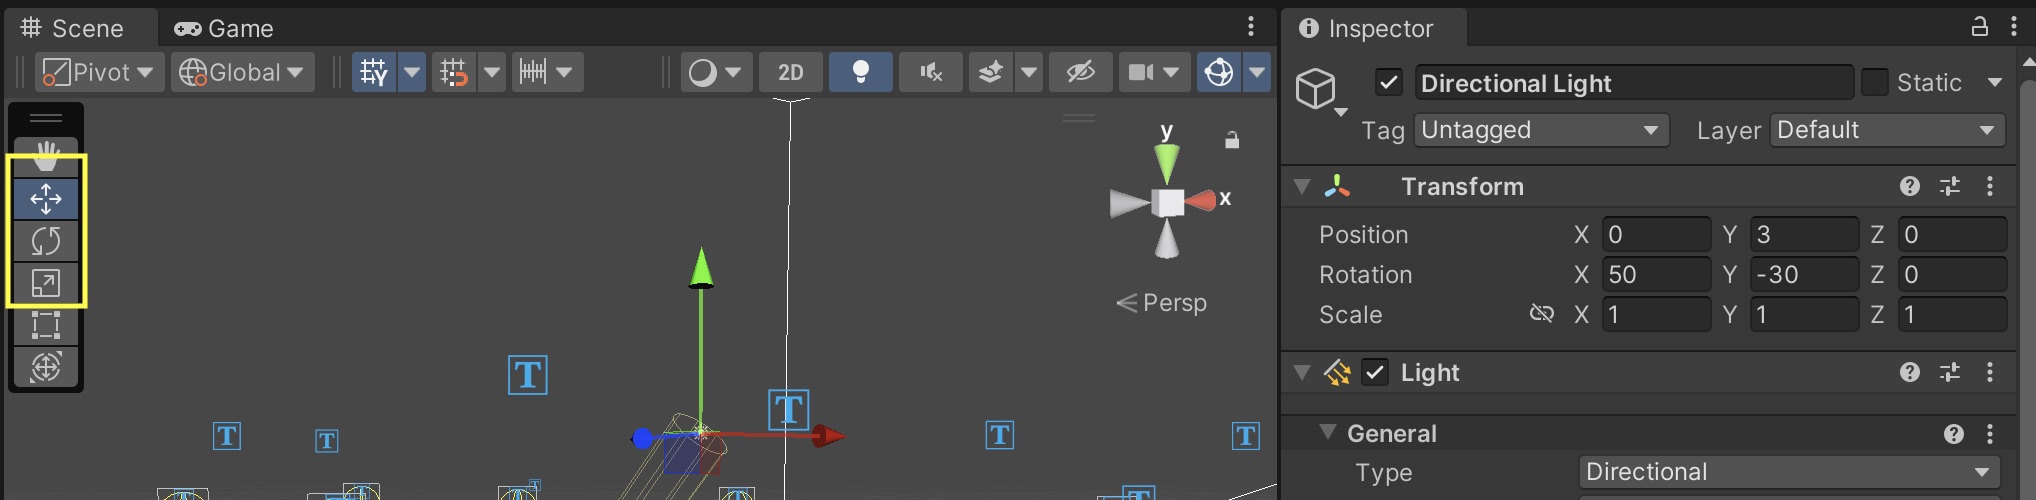 Scene Game
Pivot Global 2D
y
x
Persp
T
T
T
T
T
T
T
T
Inspector
Directional Light Static
Tag Untagged Layer Default
Transform
Position X 0 Y 3 Z 0
Rotation X 50 Y -30 Z 0
Scale X 1 Y 1 Z 1
Light
General
Type Directional